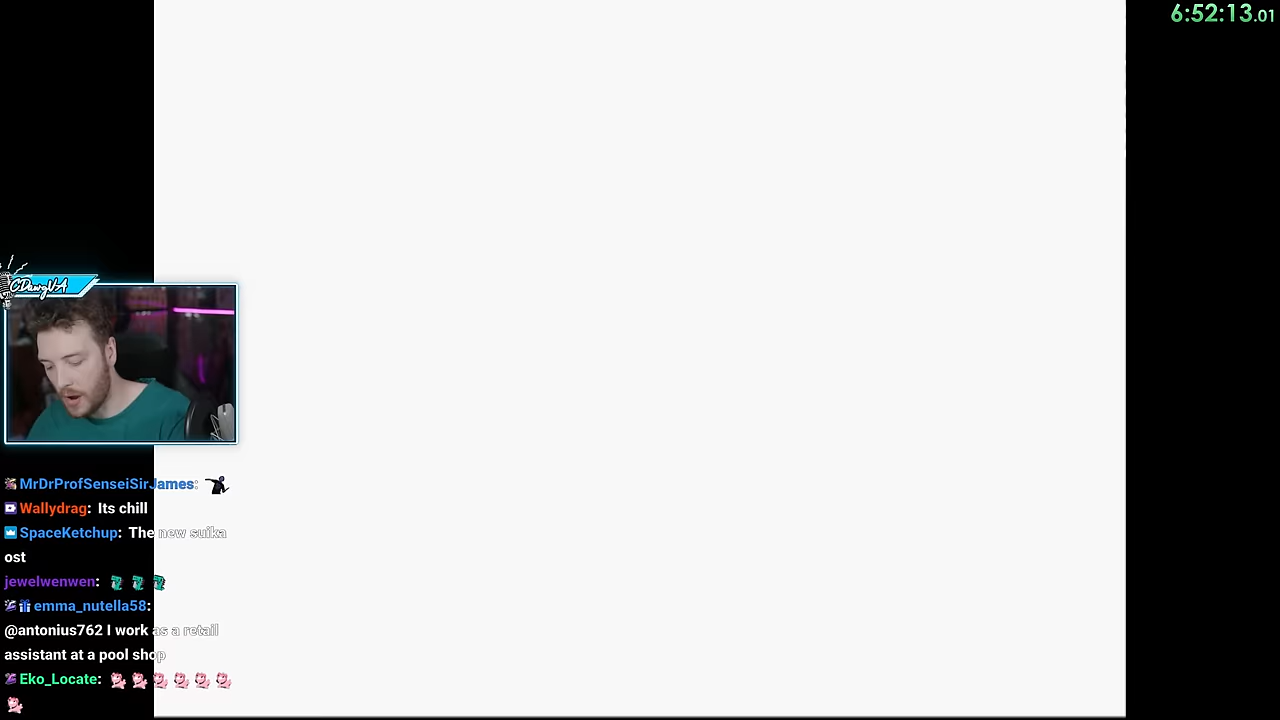 6:52:13.01
CDawgVA
MrDrProfSenseiSirJames:
Wallydrag: Its chill
SpaceKetchup: The new suika
ost
jewelwenwen:
emma_nutella58:
@antonius762 I work as a retail
assistant at a pool shop
Eko_Locate: